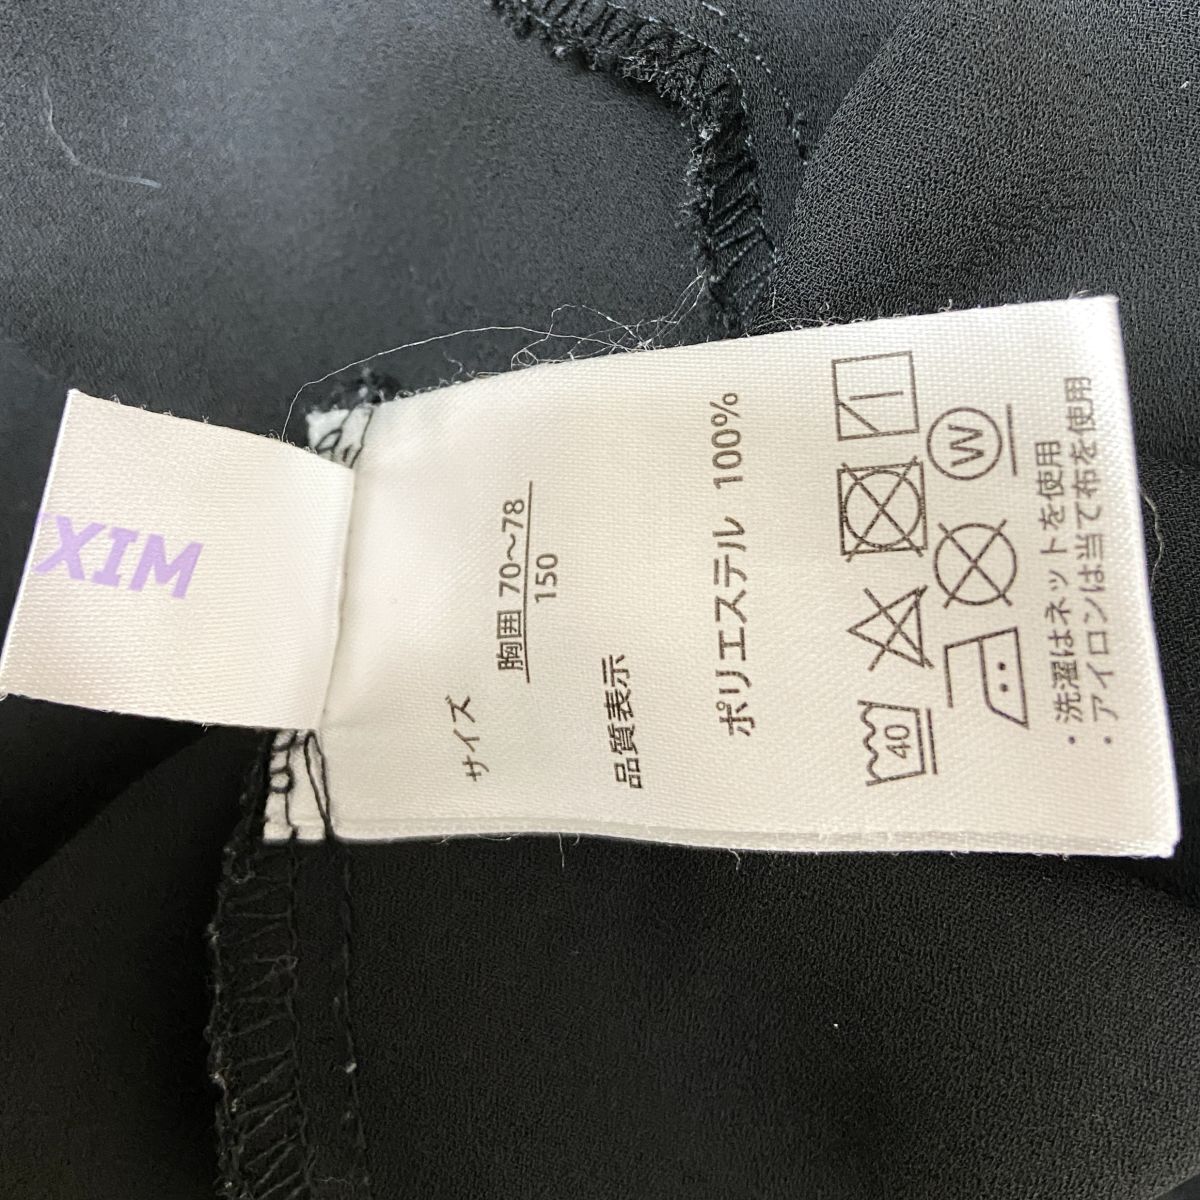 サイズ
胸囲 70～78
150
品質表示
ポリエステル 100%
40
W
・洗濯はネットを使用
・アイロンは当て布を使用
MIX